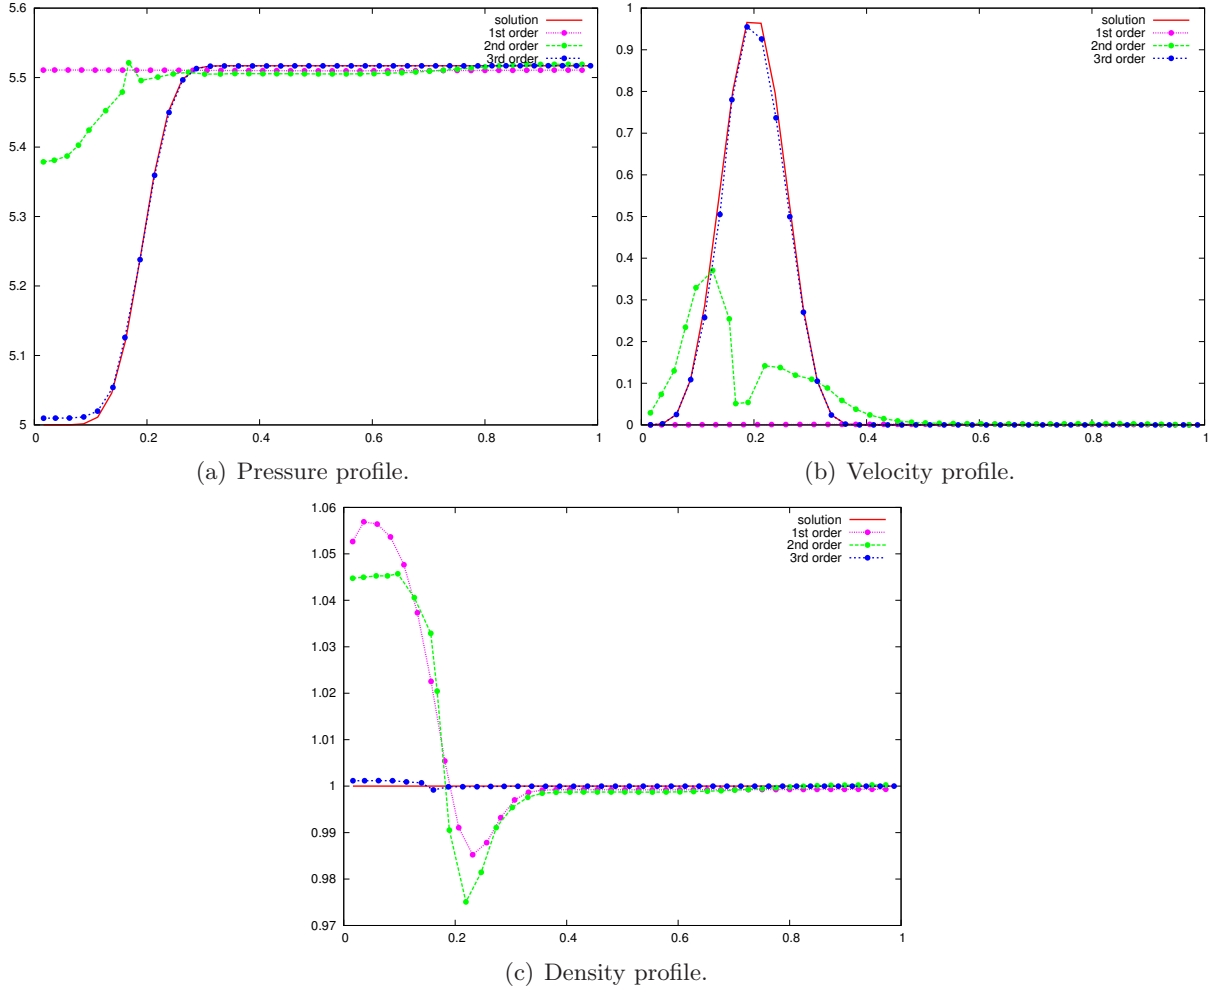 5.6
5.5
5.4
5.3
5.2
5.1
5
0 0.2 0.4 0.6 0.8 1
solution
1st order
2nd order
3rd order
(a) Pressure profile.
1
0.9
0.8
0.7
0.6
0.5
0.4
0.3
0.2
0.1
0
0 0.2 0.4 0.6 0.8 1
solution
1st order
2nd order
3rd order
(b) Velocity profile.
1.06
1.05
1.04
1.03
1.02
1.01
1
0.99
0.98
0.97
0 0.2 0.4 0.6 0.8 1
solution
1st order
2nd order
3rd order
(c) Density profile.